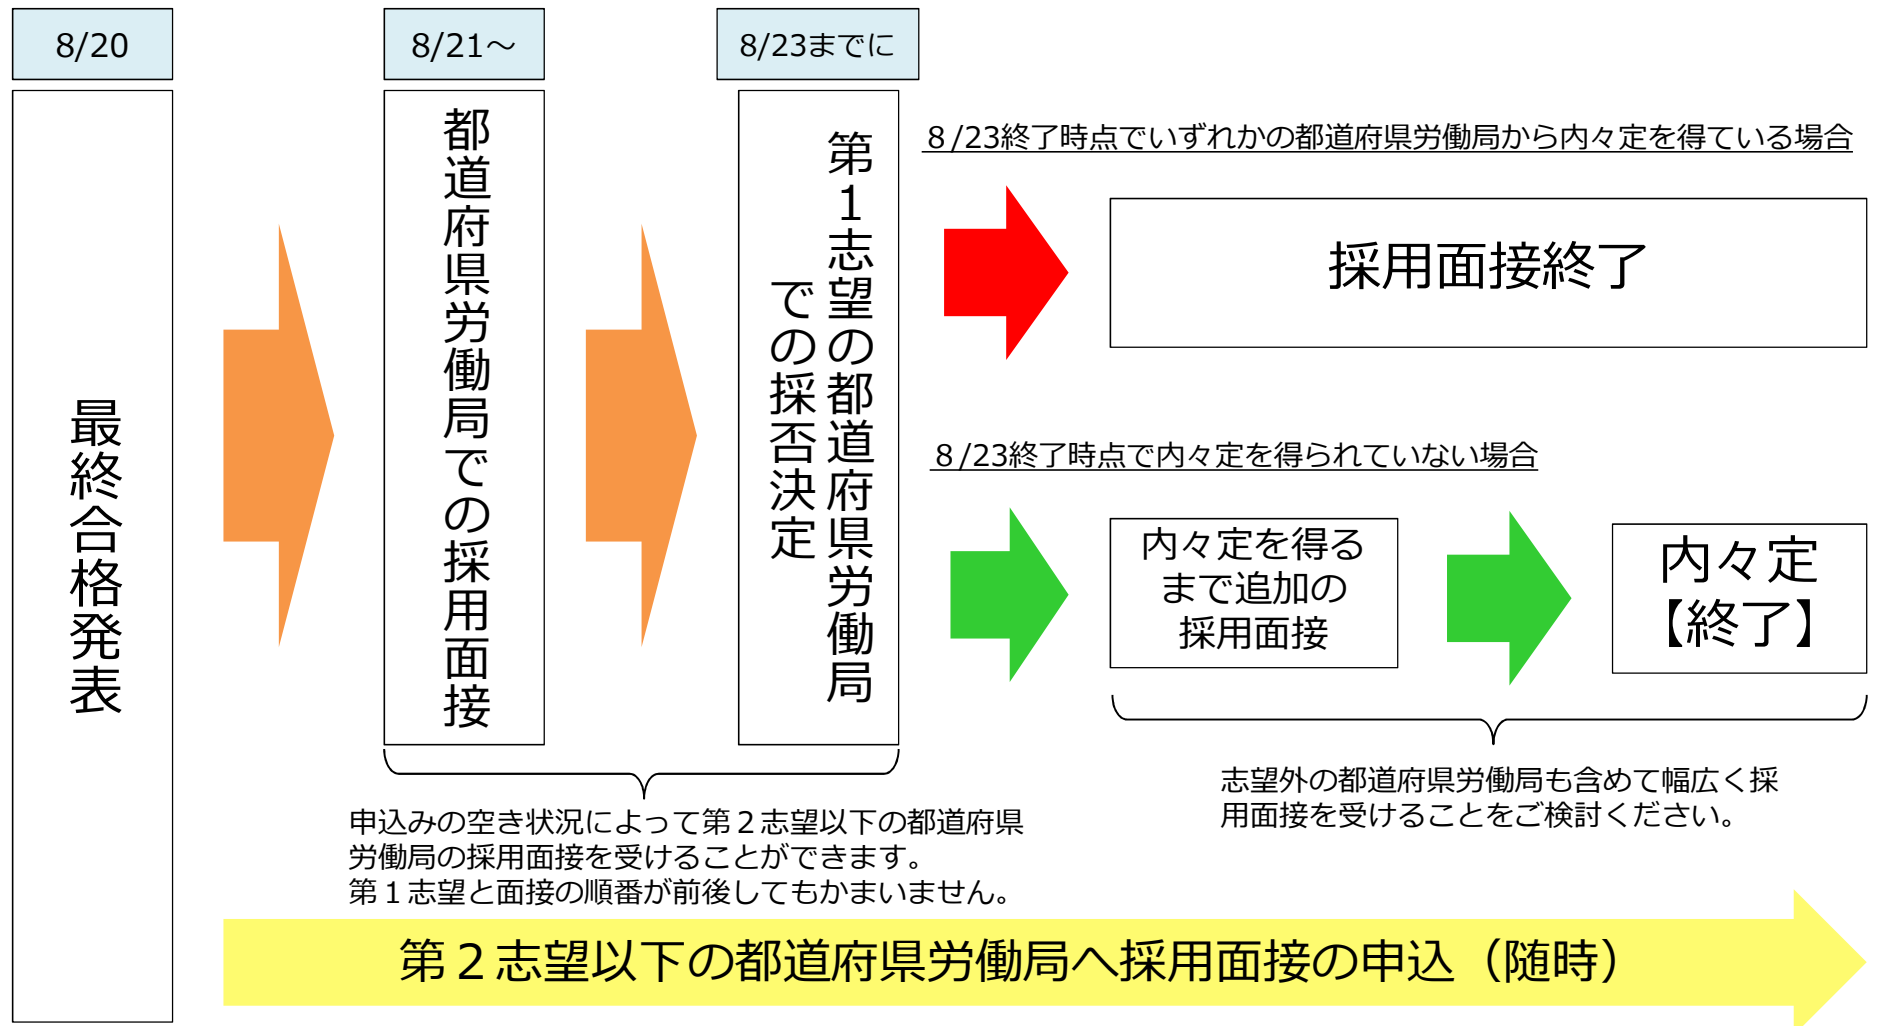 8/20
最終合格発表
8/21～
都道府県労働局での採用面接
8/23までに
第１志望の都道府県労働局
での採否決定
８/23終了時点でいずれかの都道府県労働局から内々定を得ている場合
採用面接終了
８/23終了時点で内々定を得られていない場合
内々定を得る
まで追加の
採用面接
内々定
【終了】
申込みの空き状況によって第２志望以下の都道府県
労働局の採用面接を受けることができます。
第１志望と面接の順番が前後してもかまいません。
志望外の都道府県労働局も含めて幅広く採
用面接を受けることをご検討ください。
第２志望以下の都道府県労働局へ採用面接の申込（随時）